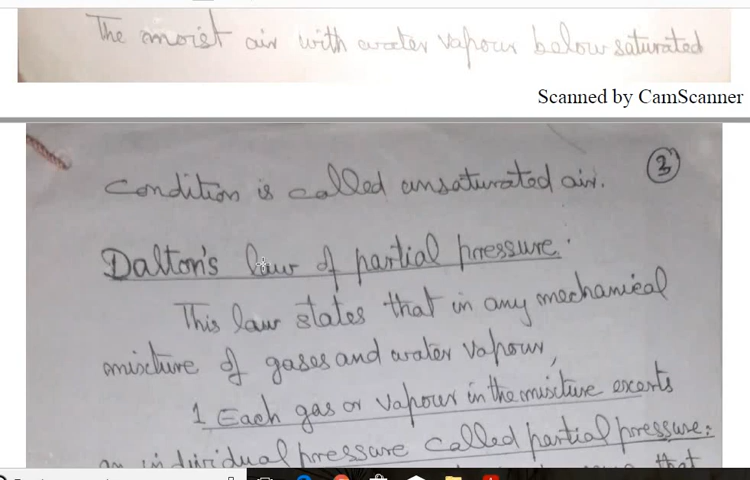 The moist air with water vapour below saturated
Scanned by CamScanner
3
Condition is called unsaturated air.
Dalton's law of partial pressure.
This law states that in any mechanical
mixture of gases and water vapour,
1 Each gas or vapour in the mixture exerts
an individual pressure called partial pressure.
that